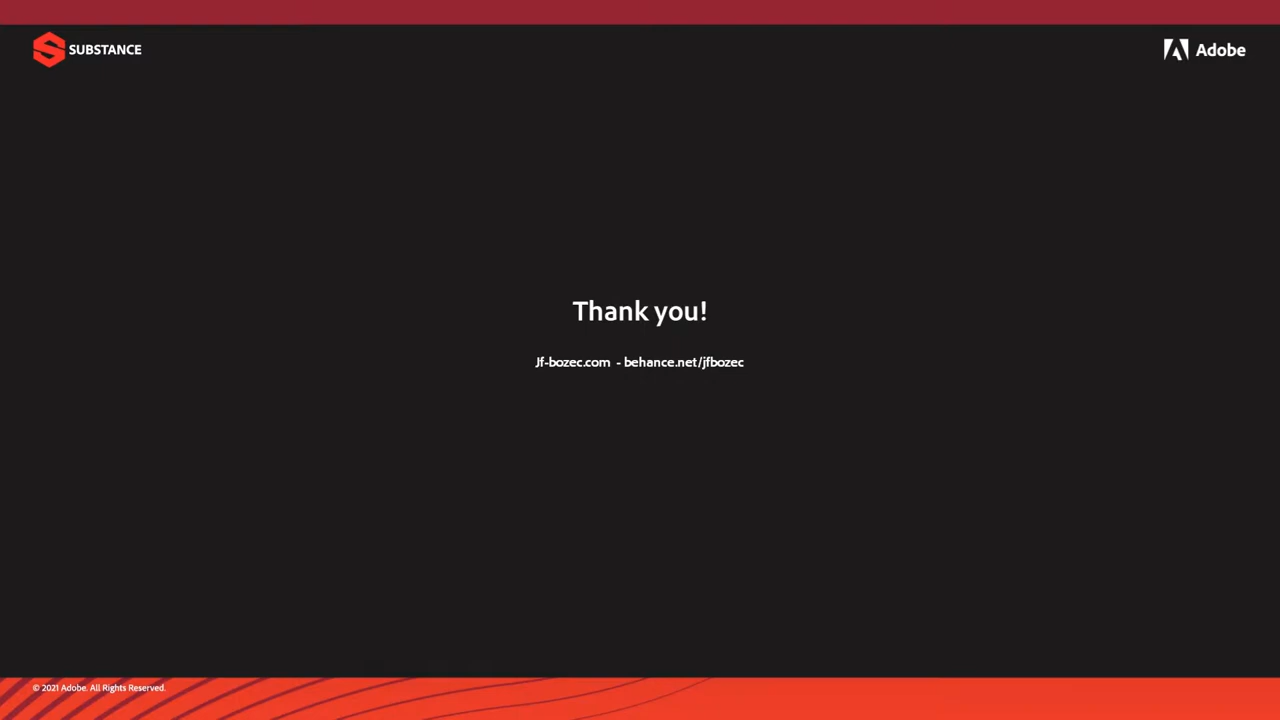 SUBSTANCE
Adobe
Thank you!
Jf-bozec.com - behance.net/jfbozec
© 2021 Adobe. All Rights Reserved.